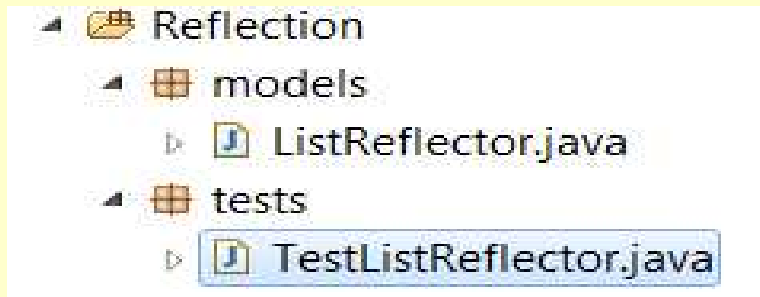 Reflection
models
ListReflector.java
tests
TestListReflector.java